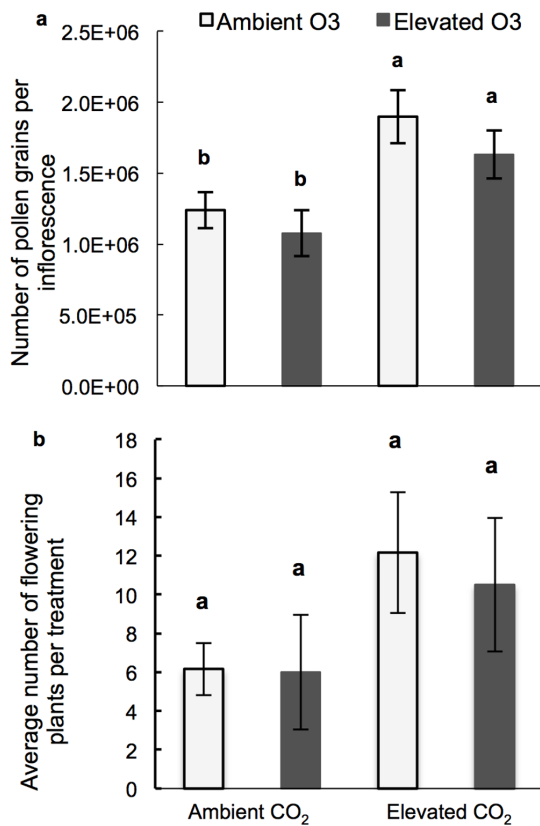 a
Ambient O3 Elevated O3
Number of pollen grains per
inflorescence
2.5E+06
2.0E+06
1.5E+06
1.0E+06
5.0E+05
0.0E+00
b
b
a
a
b
Average number of flowering
plants per treatment
18
16
14
12
10
8
6
4
2
0
a
a
a
a
Ambient CO₂ Elevated CO₂